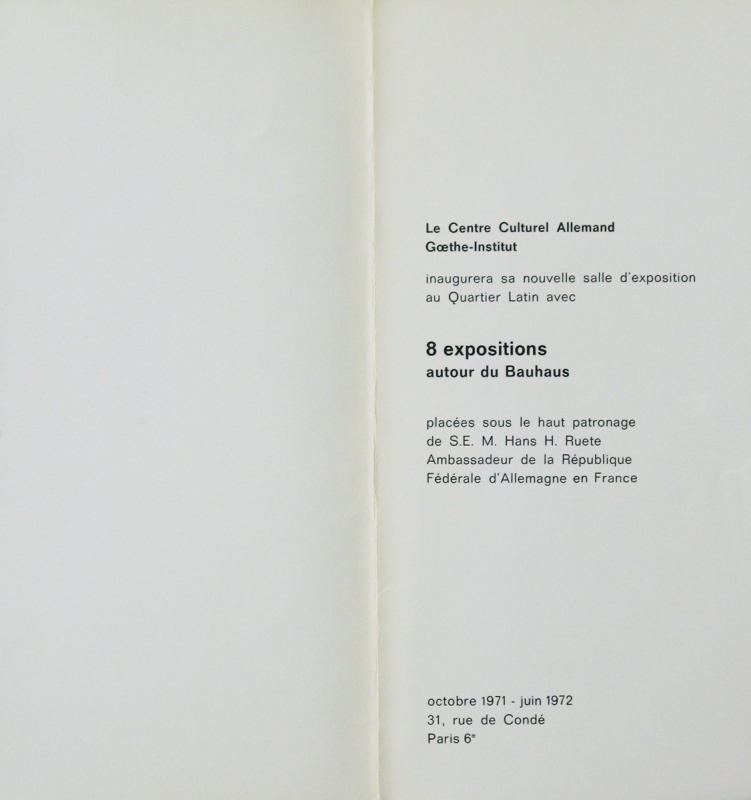 Le Centre Culturel Allemand
Gœthe-Institut
inaugurera sa nouvelle salle d'exposition
au Quartier Latin avec
8 expositions
autour du Bauhaus
placées sous le haut patronage
de S.E. M. Hans H. Ruete
Ambassadeur de la République
Fédérale d'Allemagne en France
octobre 1971 - juin 1972
31, rue de Condé
Paris 6ᵉ